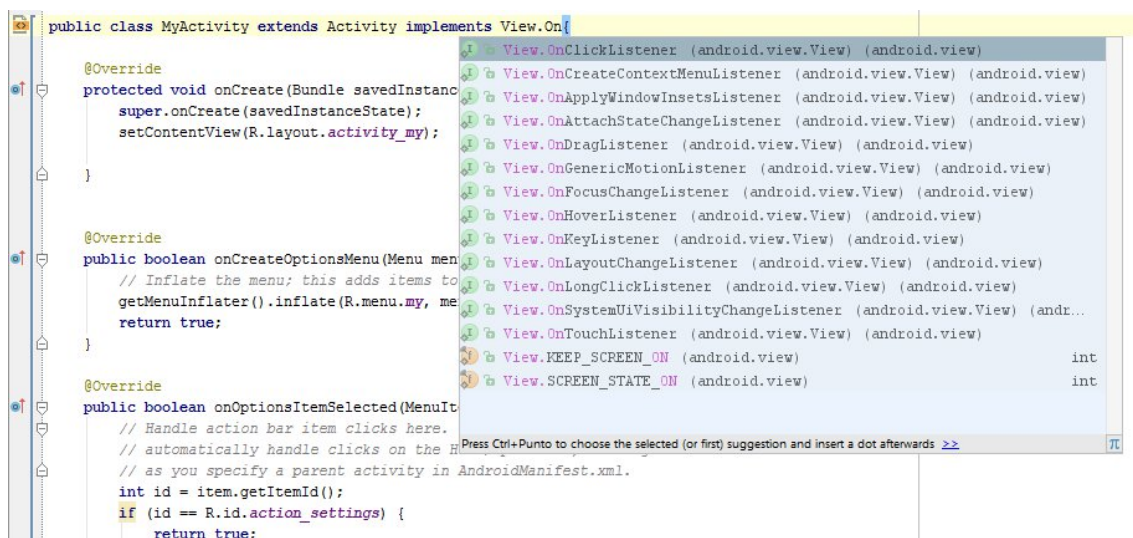 public class MyActivity extends Activity implements View.On{
View.OnClickListener (android.view.View) (android.view)
View.OnCreateContextMenuListener (android.view.View) (android.view)
View.OnApplyWindowInsetsListener (android.view.View) (android.view)
View.OnAttachStateChangeListener (android.view.View) (android.view)
View.OnDragListener (android.view.View) (android.view)
View.OnGenericMotionListener (android.view.View) (android.view)
View.OnFocusChangeListener (android.view.View) (android.view)
View.OnHoverListener (android.view.View) (android.view)
View.OnKeyListener (android.view.View) (android.view)
View.OnLayoutChangeListener (android.view.View) (android.view)
View.OnLongClickListener (android.view.View) (android.view)
View.OnSystemUiVisibilityChangeListener (android.view.View) (andr...
View.OnTouchListener (android.view.View) (android.view)
View.KEEP_SCREEN_ON (android.view) int
View.SCREEN_STATE_ON (android.view) int
Press Ctrl+Punto to choose the selected (or first) suggestion and insert a dot afterwards >>
π
@Override
protected void onCreate(Bundle savedInstanc
super.onCreate(savedInstanceState);
setContentView(R.layout.activity_my);
}
@Override
public boolean onCreateOptionsMenu(Menu men
// Inflate the menu; this adds items to
getMenuInflater().inflate(R.menu.my, me
return true;
}
@Override
public boolean onOptionsItemSelected(MenuIt
// Handle action bar item clicks here.
// automatically handle clicks on the H
// as you specify a parent activity in AndroidManifest.xml.
int id = item.getItemId();
if (id == R.id.action_settings) {
return true;